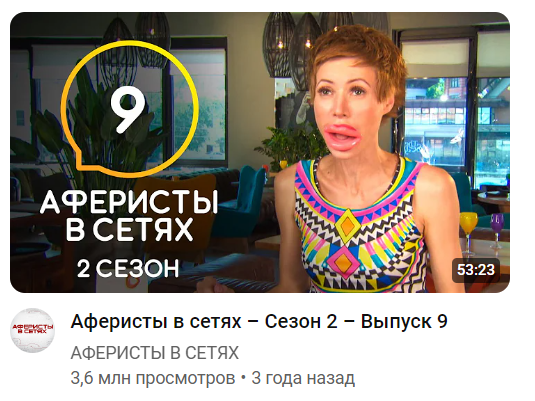 9
АФЕРИСТЫ
В СЕТЯХ
2 СЕЗОН
53:23
АФЕРИСТЫ
В СЕТЯХ
Аферисты в сетях – Сезон 2 – Выпуск 9
АФЕРИСТЫ В СЕТЯХ
3,6 млн просмотров • 3 года назад